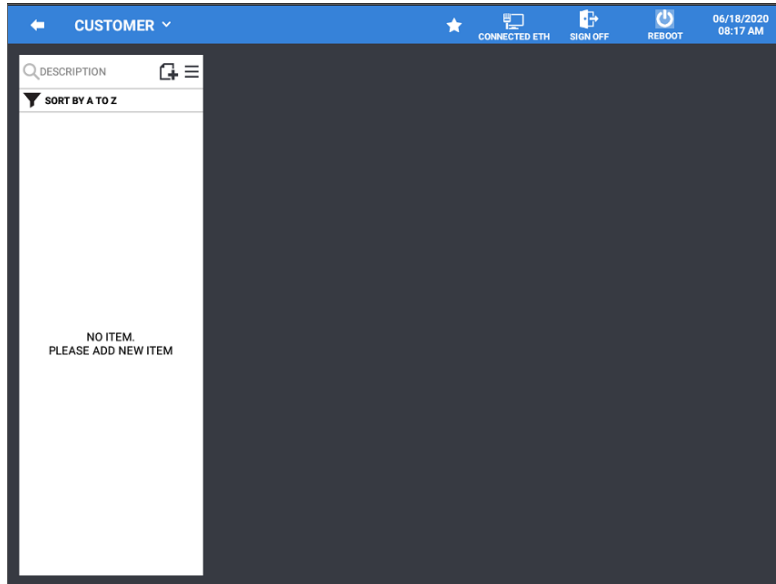 CUSTOMER
CONNECTED ETH
SIGN OFF
REBOOT
06/18/2020
08:17 AM
DESCRIPTION
SORT BY A TO Z
NO ITEM.
PLEASE ADD NEW ITEM